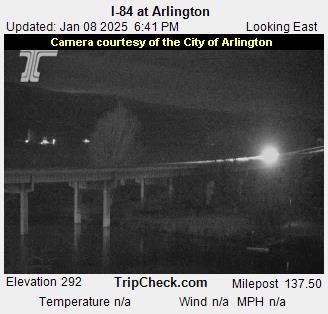 I-84 at Arlington
Updated: Jan 08 2025 6:41 PM Looking East
Camera courtesy of the City of Arlington
Elevation 292 TripCheck.com Milepost 137.50
Temperature n/a Wind n/a MPH n/a